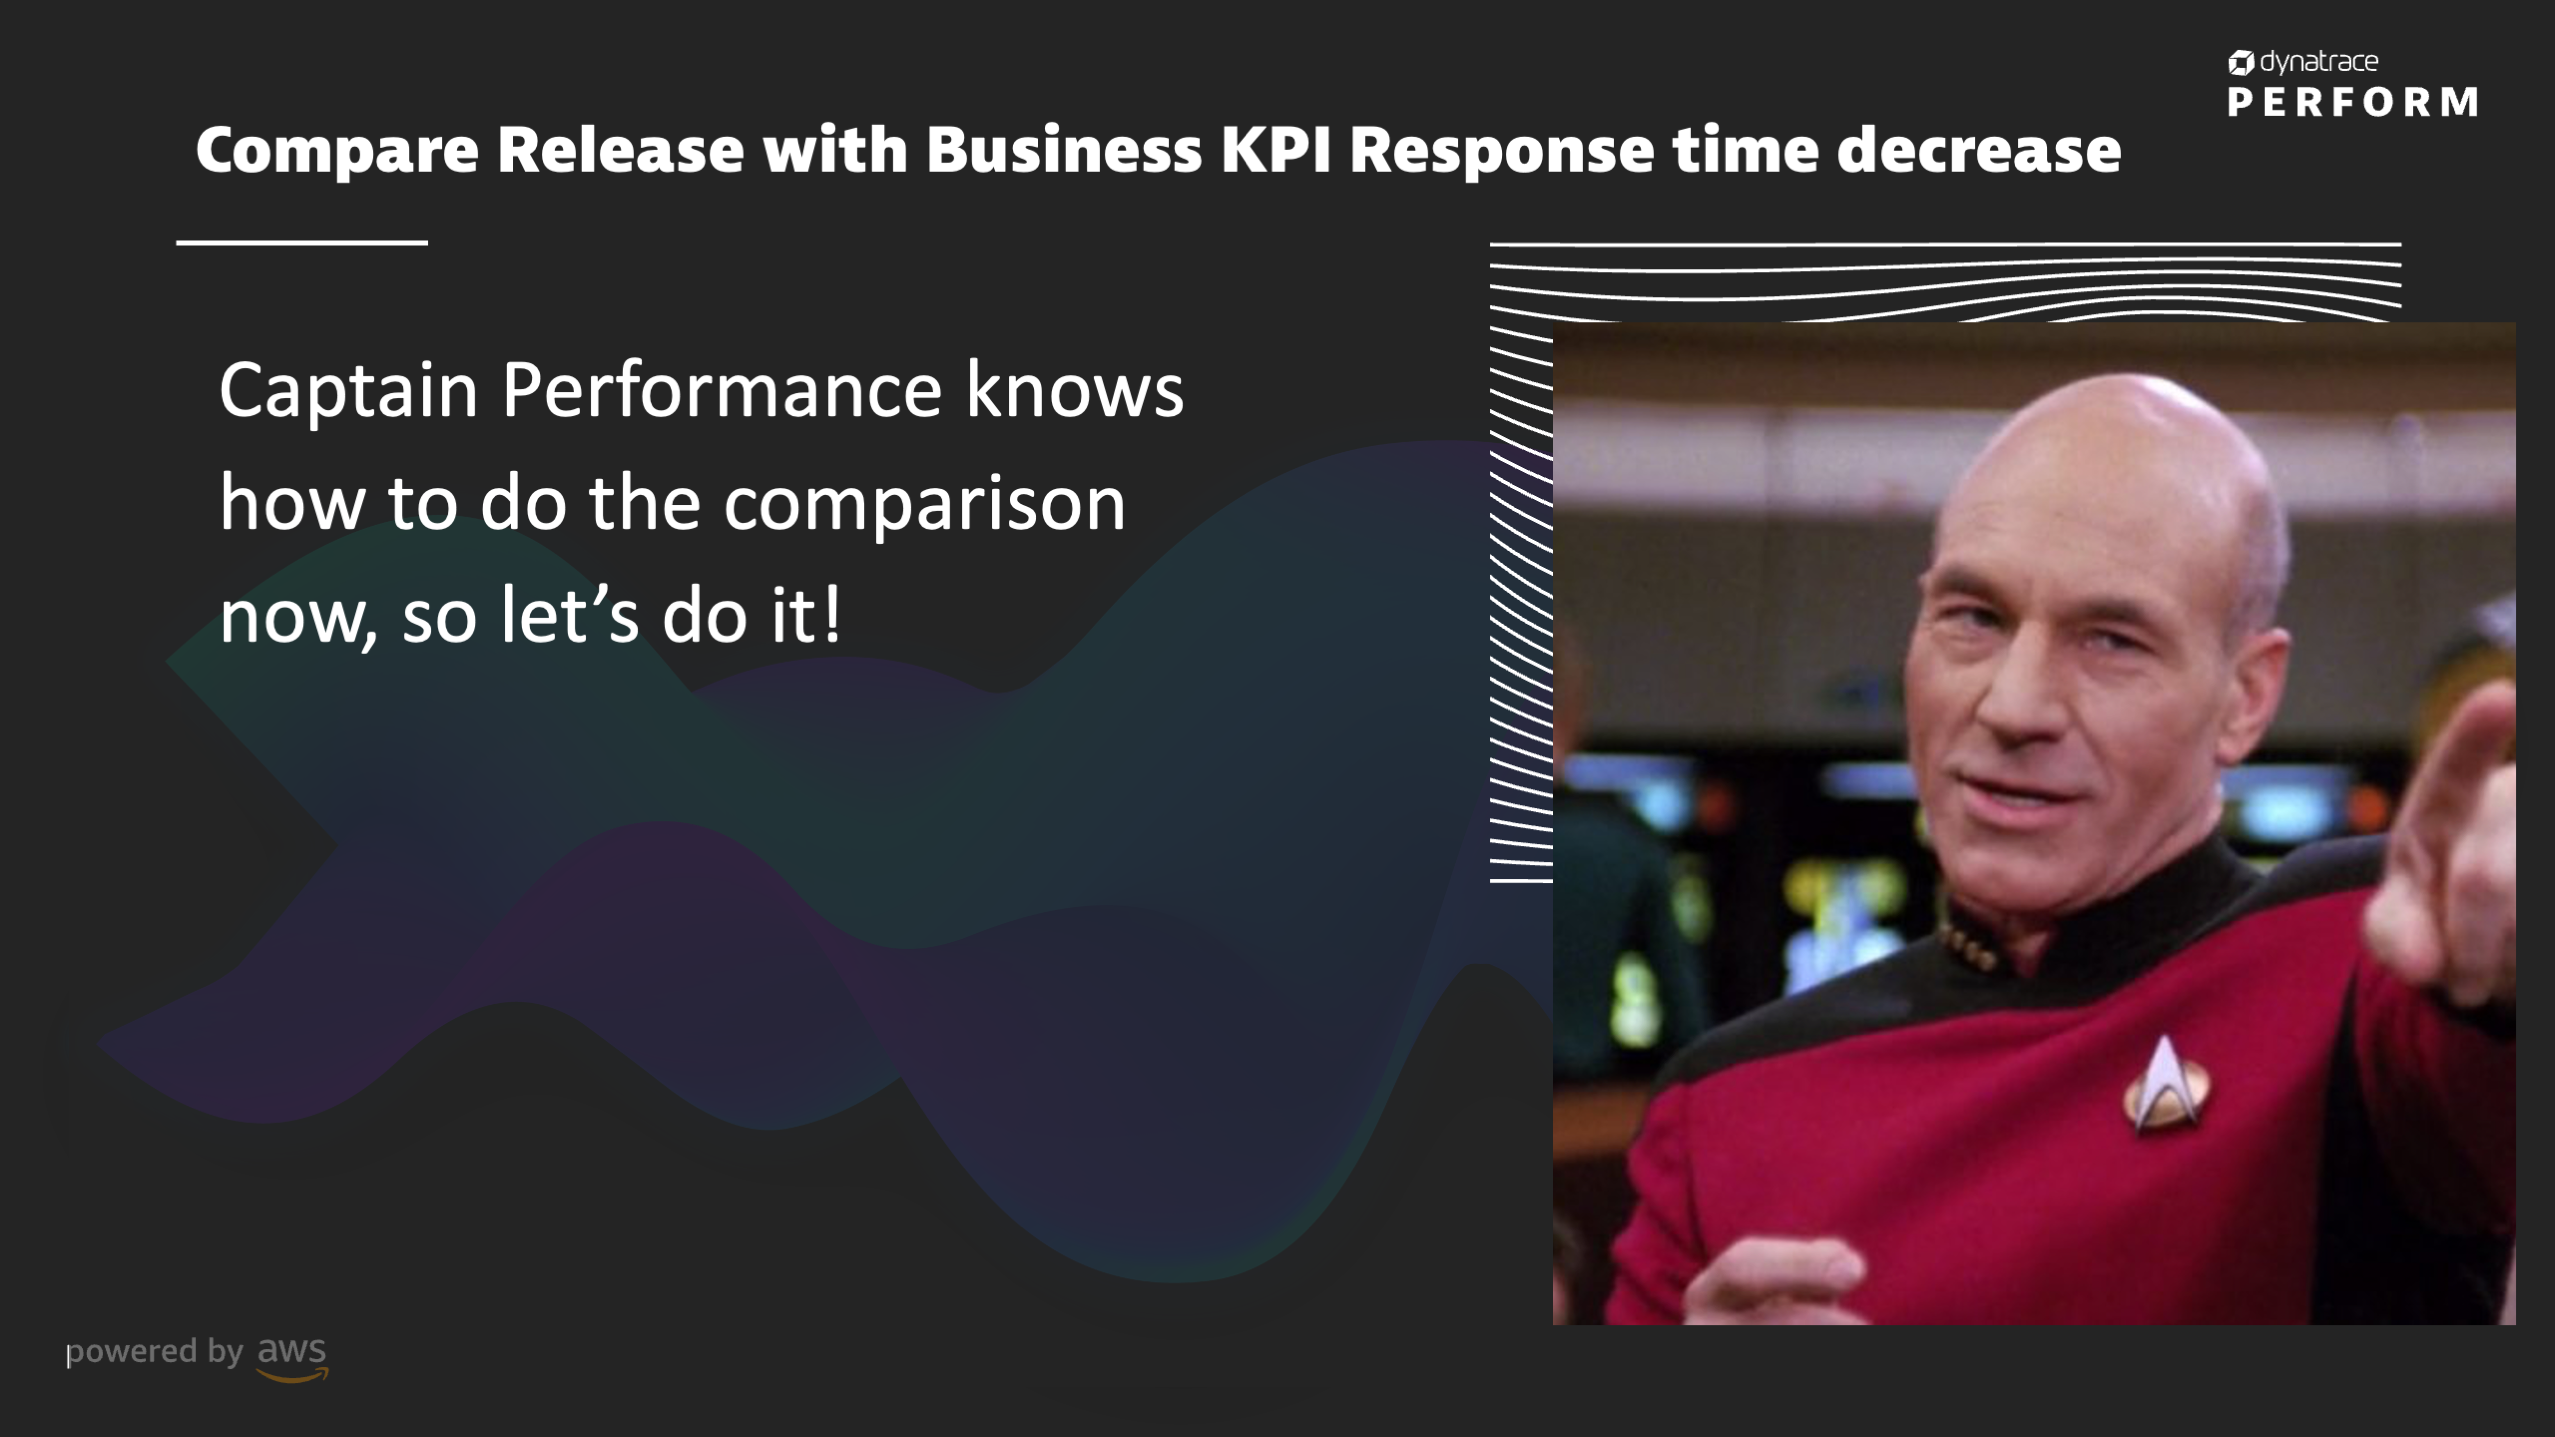 dynatrace
PERFORM
Compare Release with Business KPI Response time decrease
Captain Performance knows
how to do the comparison
now, so let’s do it!
powered by aws